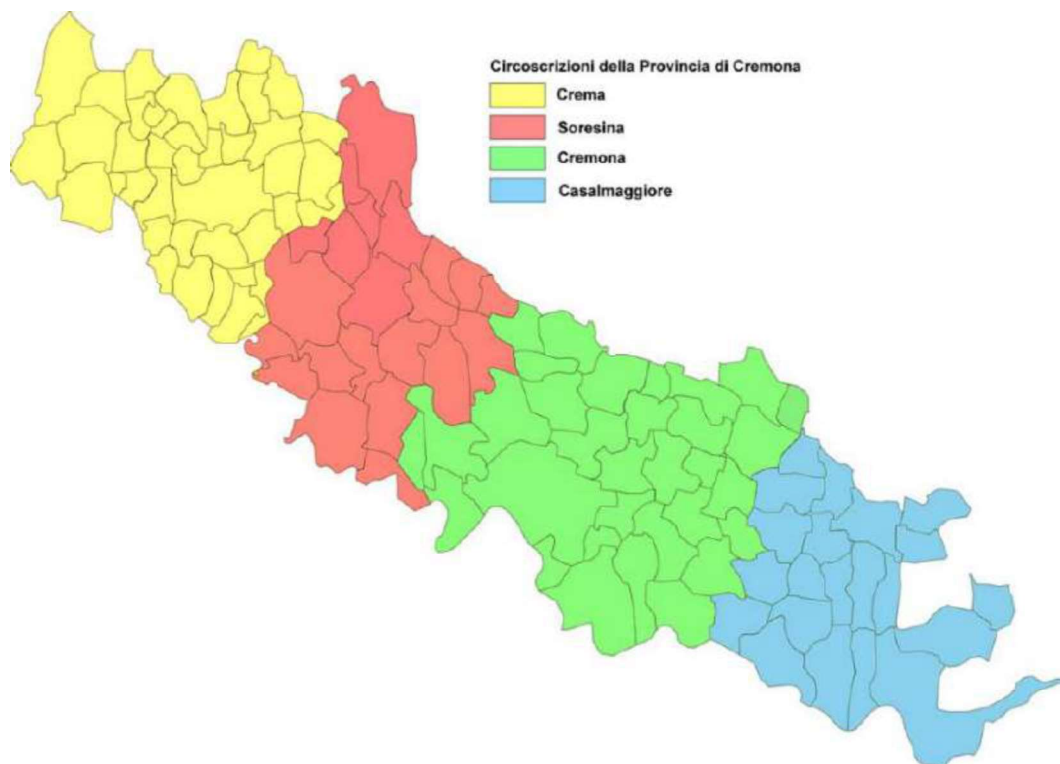 Circoscrizioni della Provincia di Cremona
Crema
Soresina
Cremona
Casalmaggiore